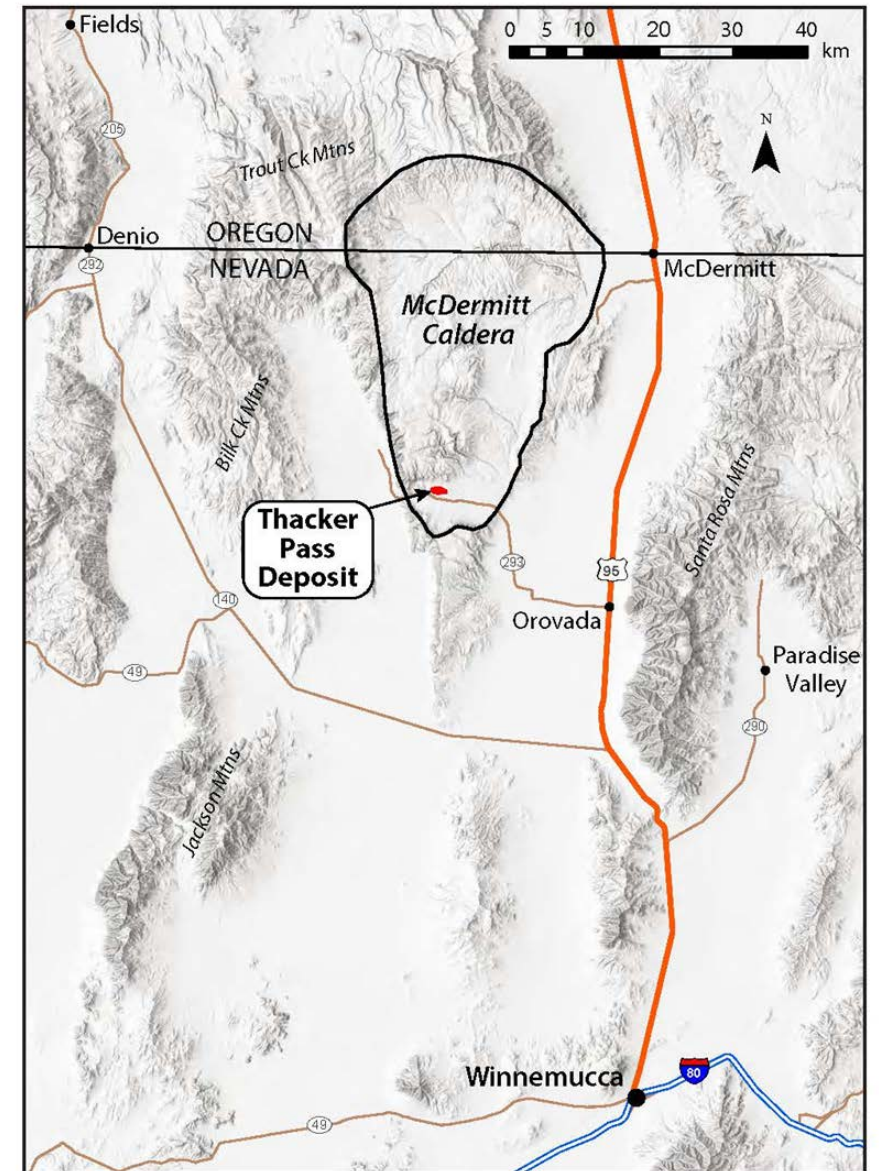 Fields
0 5 10 20 30 40
km
N
205
Trout Ck Mtns
Denio
OREGON
292
NEVADA
McDermitt
McDermitt
Caldera
Bilk Ck Mtns
Santa Rosa Mtns
Thacker
Pass
Deposit
293
95
140
Orovada
Paradise
Valley
49
290
Jackson Mtns
Winnemucca
80
49